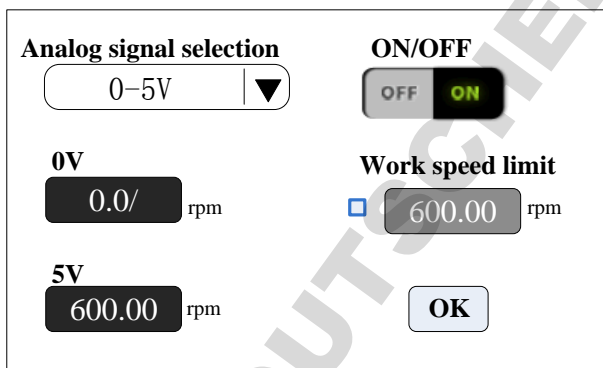 Analog signal selection
ON/OFF
0-5V
OFF ON
0V
Work speed limit
0.0/ rpm
600.00 rpm
5V
600.00 rpm
OK